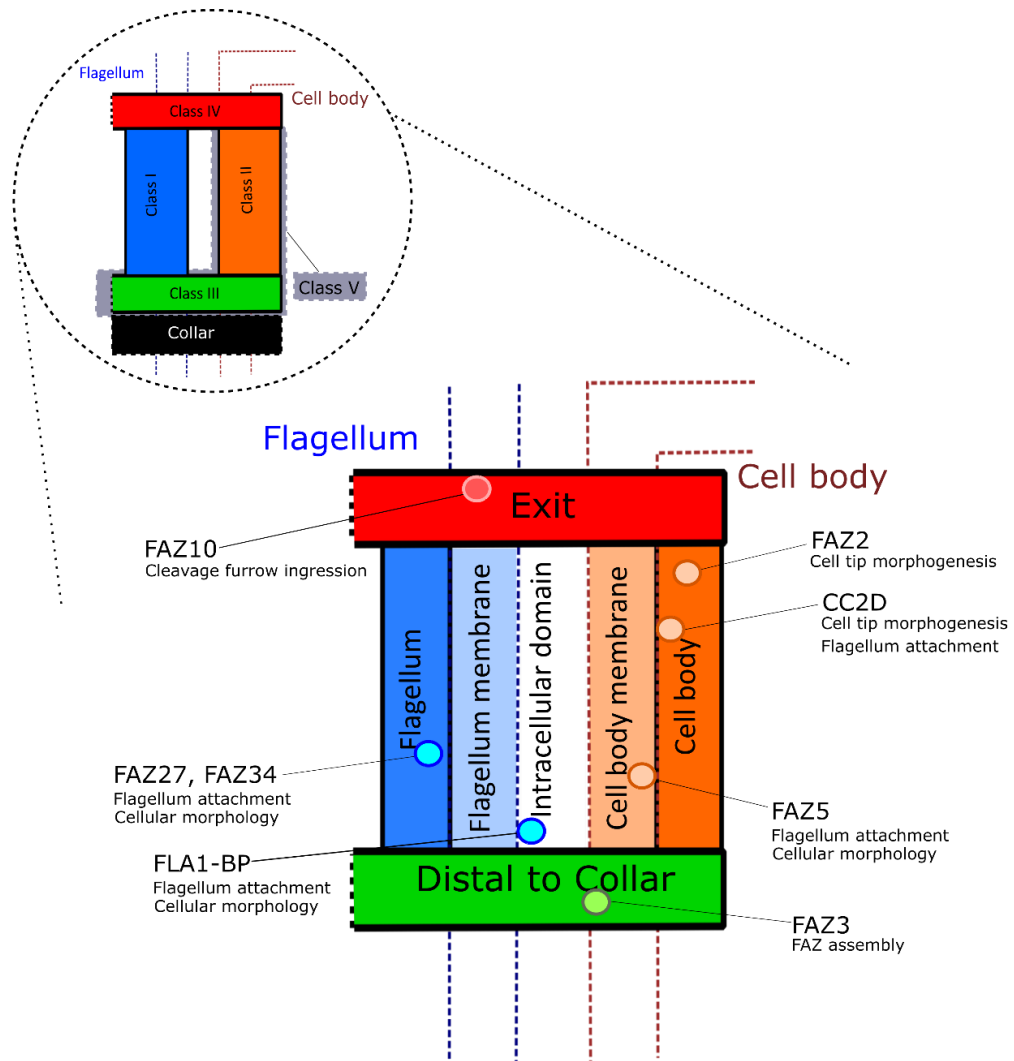 Flagellum
Cell body
Class IV
Class I
Class II
Class V
Class III
Collar
Flagellum
Cell body
Exit
FAZ10
Cleavage furrow ingression
FAZ2
Cell tip morphogenesis
CC2D
Cell tip morphogenesis
Flagellum attachment
Flagellum
Flagellum membrane
Intracellular domain
Cell body membrane
Cell body
FAZ27, FAZ34
Flagellum attachment
Cellular morphology
FAZ5
Flagellum attachment
Cellular morphology
FLA1-BP
Flagellum attachment
Cellular morphology
Distal to Collar
FAZ3
FAZ assembly